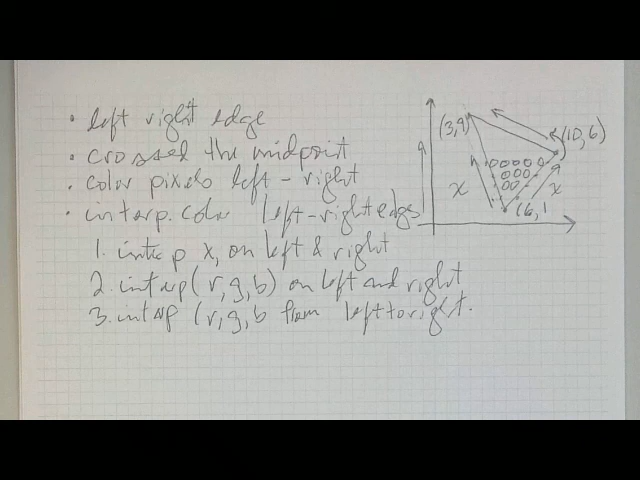 • left right edge
• crossed the midpoint
• color pixels left - right
• interp. color left-right edges
1. interp x, on left & right
2. interp (r, g, b) on left and right
3. interp (r, g, b from left to right.
(3,9)
(10,6)
x
x
(6,1